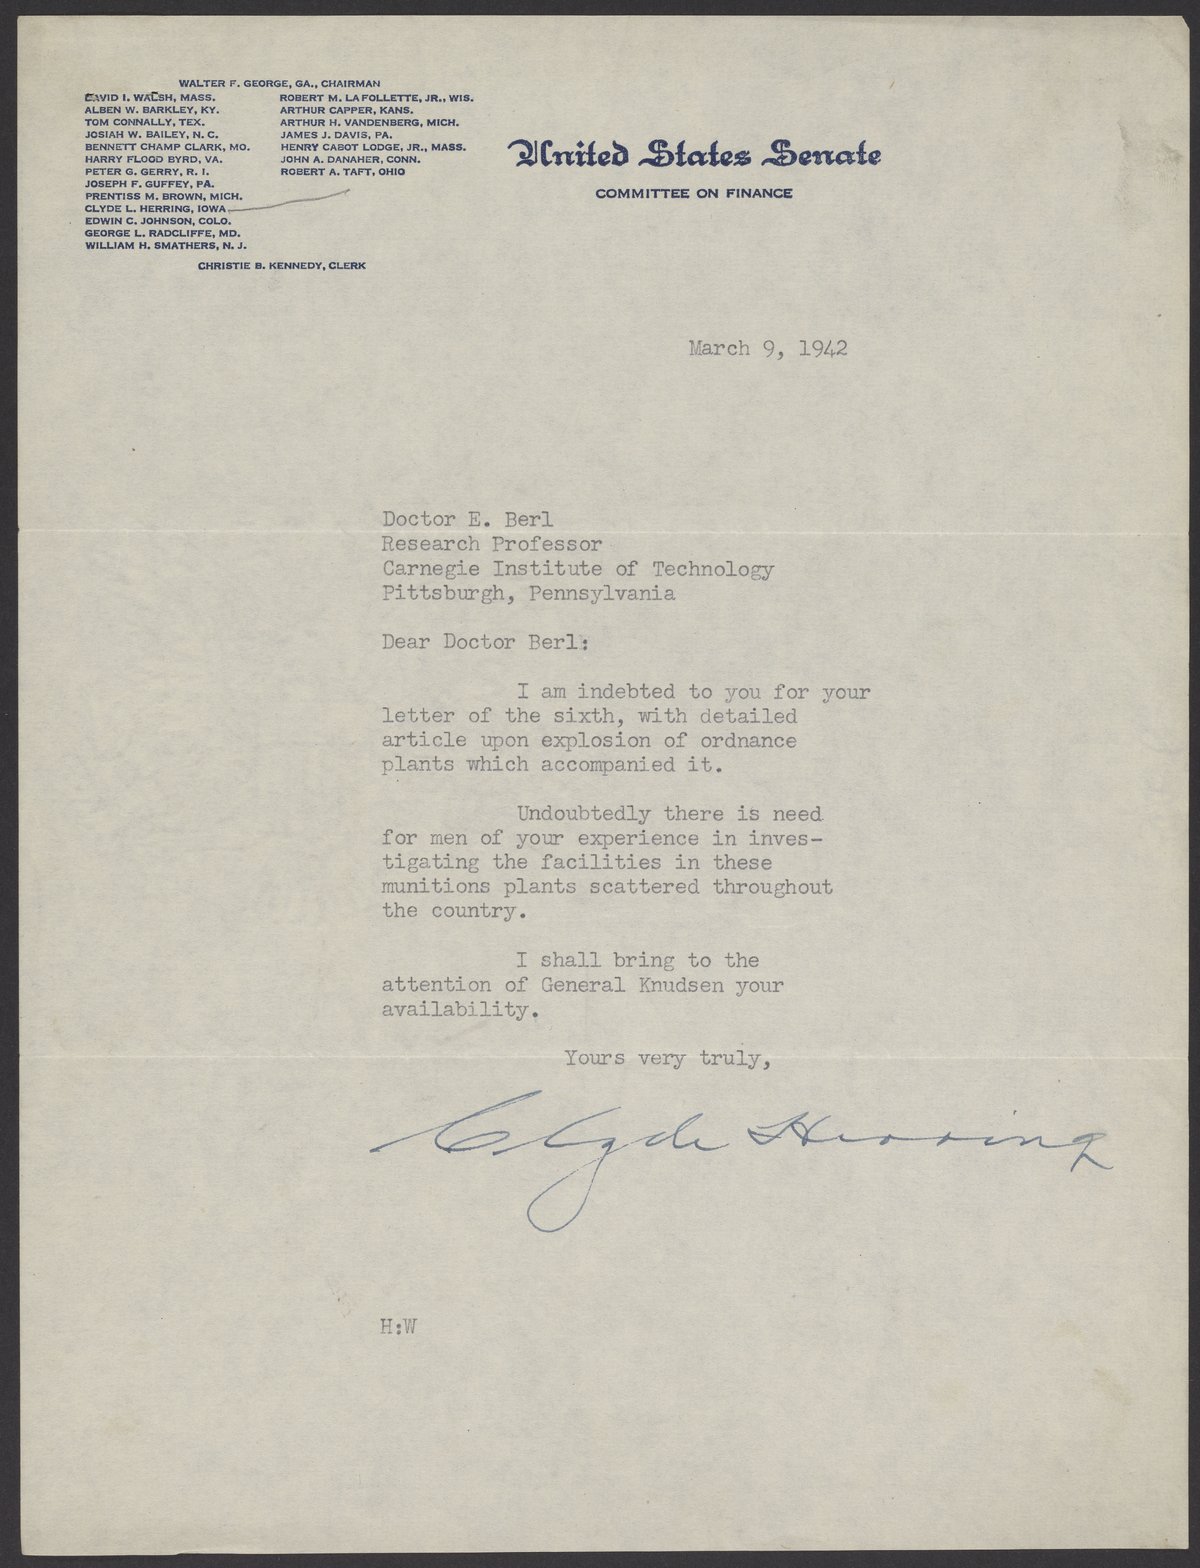 WALTER F. GEORGE, GA., CHAIRMAN
DAVID I. WALSH, MASS.
ALBEN W. BARKLEY, KY.
TOM CONNALLY, TEX.
JOSIAH W. BAILEY, N. C.
BENNETT CHAMP CLARK, MO.
HARRY FLOOD BYRD, VA.
PETER G. GERRY, R. I.
JOSEPH F. GUFFEY, PA.
PRENTISS M. BROWN, MICH.
CLYDE L. HERRING, IOWA
EDWIN C. JOHNSON, COLO.
GEORGE L. RADCLIFFE, MD.
WILLIAM H. SMATHERS, N. J.
ROBERT M. LA FOLLETTE, JR., WIS.
ARTHUR CAPPER, KANS.
ARTHUR H. VANDENBERG, MICH.
JAMES J. DAVIS, PA.
HENRY CABOT LODGE, JR., MASS.
JOHN A. DANAHER, CONN.
ROBERT A. TAFT, OHIO
CHRISTIE B. KENNEDY, CLERK
United States Senate
COMMITTEE ON FINANCE
March 9, 1942
Doctor E. Berl
Research Professor
Carnegie Institute of Technology
Pittsburgh, Pennsylvania
Dear Doctor Berl:
I am indebted to you for your
letter of the sixth, with detailed
article upon explosion of ordnance
plants which accompanied it.
Undoubtedly there is need
for men of your experience in inves-
tigating the facilities in these
munitions plants scattered throughout
the country.
I shall bring to the
attention of General Knudsen your
availability.
Yours very truly,
Clyde Herring
H:W